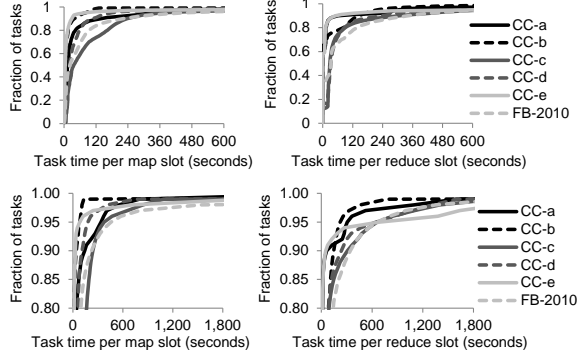 Fraction of tasks
1
0.8
0.6
0.4
0.2
0
0 120 240 360 480 600
Task time per map slot (seconds)
Fraction of tasks
1
0.8
0.6
0.4
0.2
0
0 120 240 360 480 600
Task time per reduce slot (seconds)
CC-a
CC-b
CC-c
CC-d
CC-e
FB-2010
Fraction of tasks
1.00
0.95
0.90
0.85
0.80
0 600 1,200 1,800
Task time per map slot (seconds)
Fraction of tasks
1.00
0.95
0.90
0.85
0.80
0 600 1,200 1,800
Task time per reduce slot (seconds)
CC-a
CC-b
CC-c
CC-d
CC-e
FB-2010